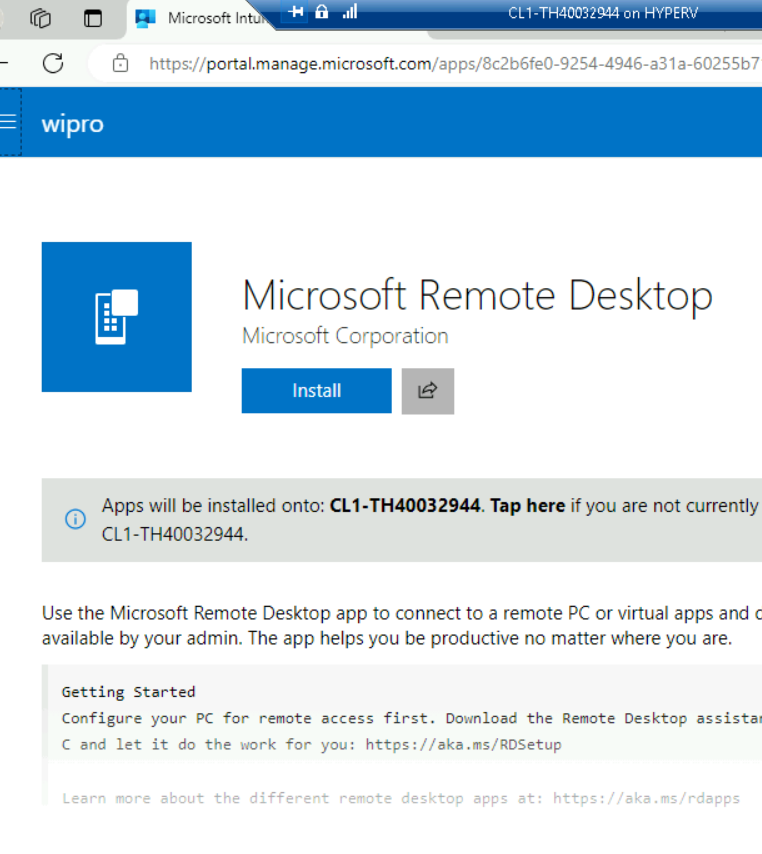 Microsoft Intu
CL1-TH40032944 on HYPERV
https://portal.manage.microsoft.com/apps/8c2b6fe0-9254-4946-a31a-60255b7
wipro
Microsoft Remote Desktop
Microsoft Corporation
Install
Apps will be installed onto: CL1-TH40032944. Tap here if you are not currently
CL1-TH40032944.
Use the Microsoft Remote Desktop app to connect to a remote PC or virtual apps and d
available by your admin. The app helps you be productive no matter where you are.
Getting Started
Configure your PC for remote access first. Download the Remote Desktop assistan
C and let it do the work for you: https://aka.ms/RDSetup
Learn more about the different remote desktop apps at: https://aka.ms/rdapps